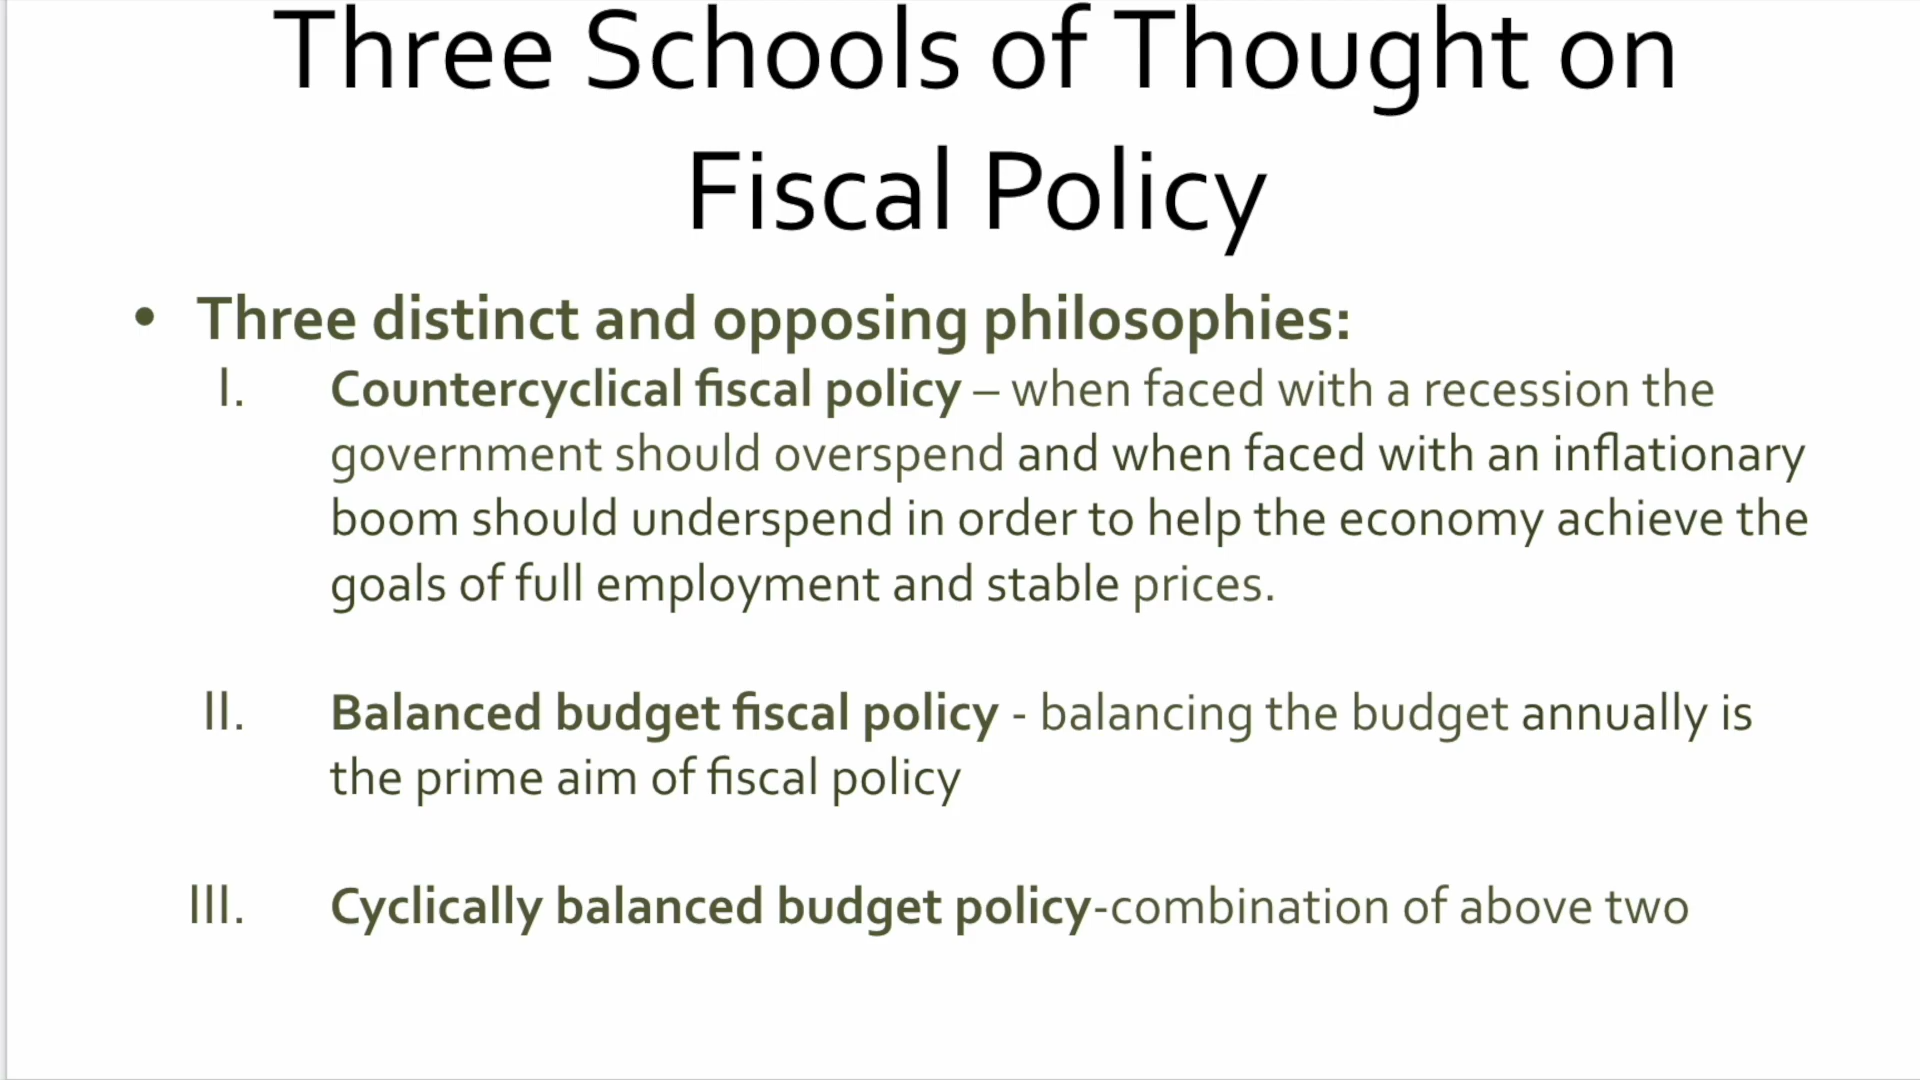 Three Schools of Thought on
Fiscal Policy
• Three distinct and opposing philosophies:
I. Countercyclical fiscal policy – when faced with a recession the
government should overspend and when faced with an inflationary
boom should underspend in order to help the economy achieve the
goals of full employment and stable prices.
II. Balanced budget fiscal policy - balancing the budget annually is
the prime aim of fiscal policy
III. Cyclically balanced budget policy-combination of above two